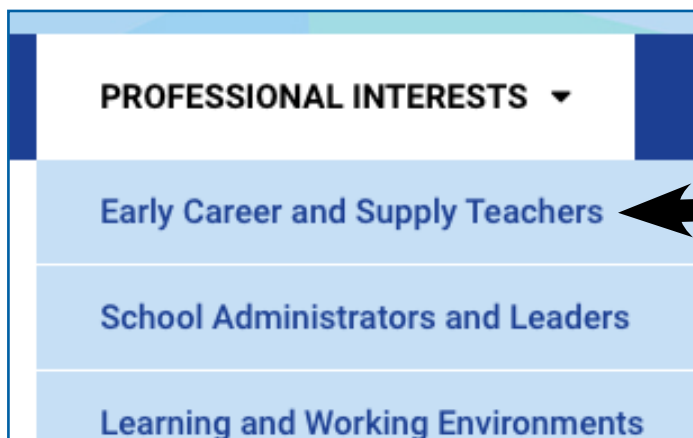 PROFESSIONAL INTERESTS
Early Career and Supply Teachers
School Administrators and Leaders
Learning and Working Environments